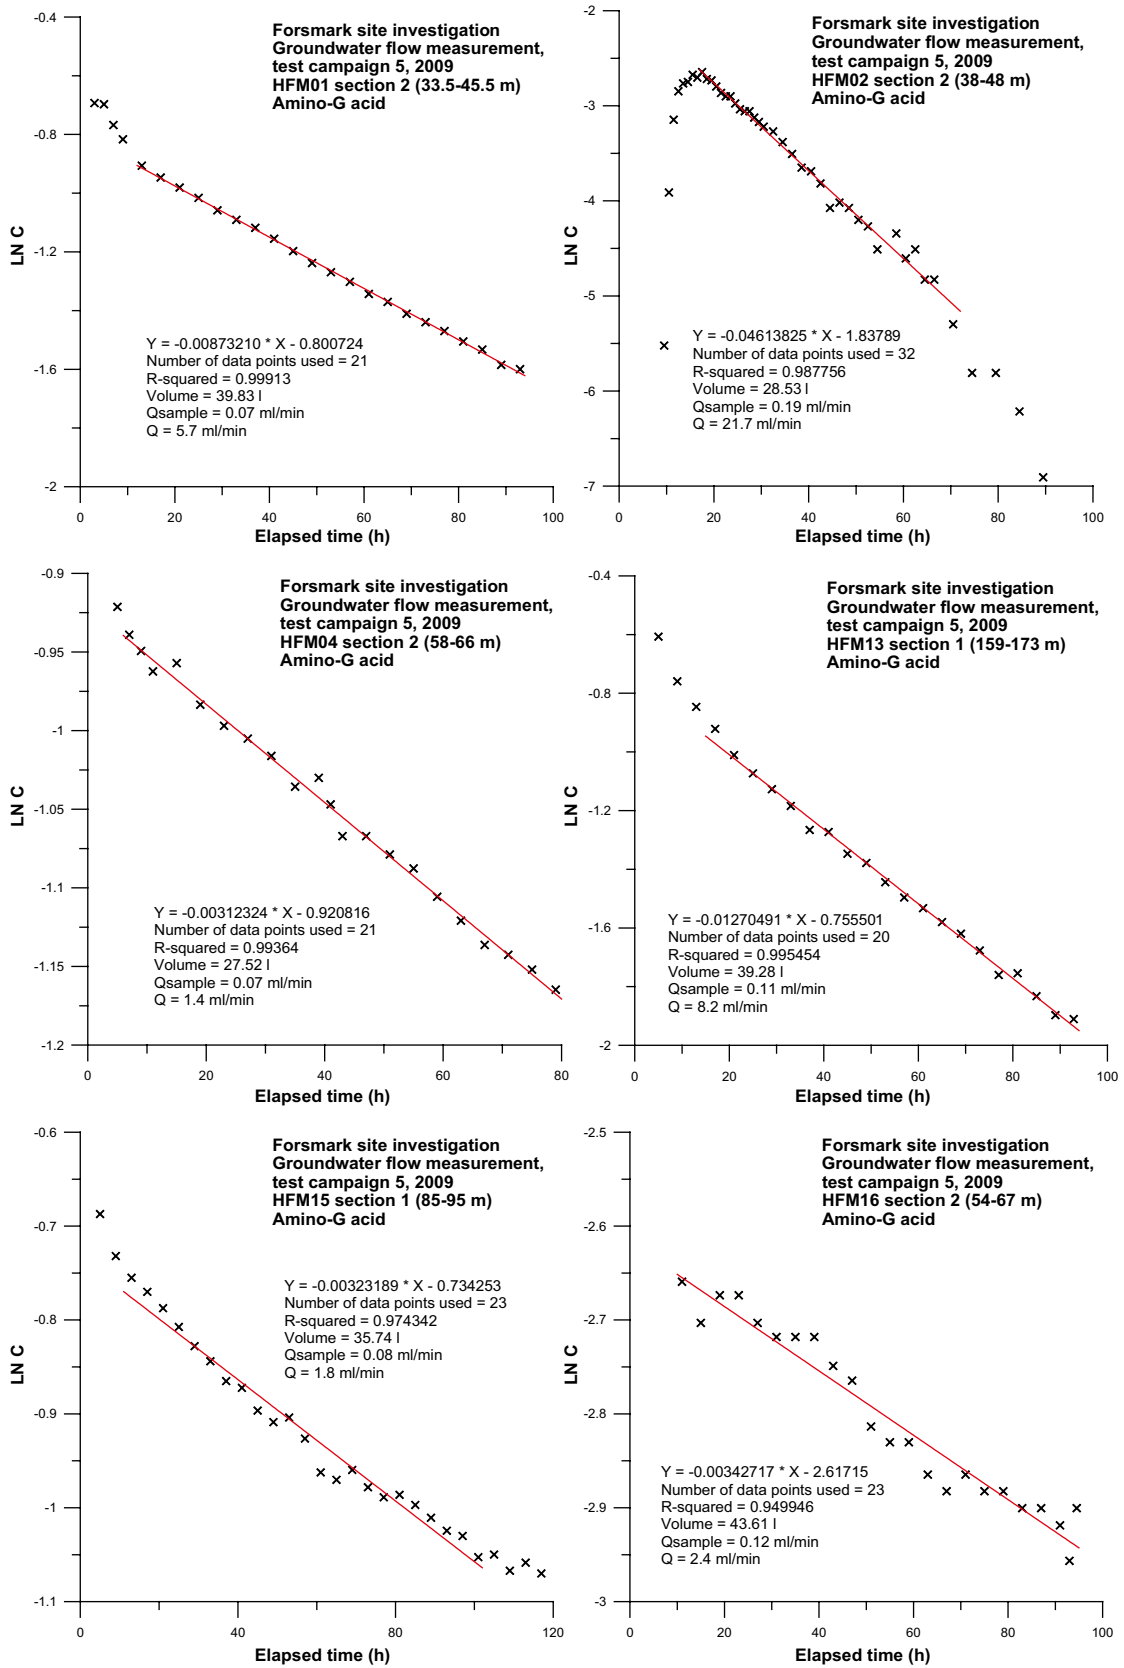 Forsmark site investigation
Groundwater flow measurement,
test campaign 5, 2009
HFM01 section 2 (33.5-45.5 m)
Amino-G acid
-0.4
-0.8
-1.2
-1.6
-2
LN C
Y = -0.00873210 * X - 0.800724
Number of data points used = 21
R-squared = 0.99913
Volume = 39.83 l
Qsample = 0.07 ml/min
Q = 5.7 ml/min
0 20 40 60 80 100
Elapsed time (h)
Forsmark site investigation
Groundwater flow measurement,
test campaign 5, 2009
HFM02 section 2 (38-48 m)
Amino-G acid
-2
-3
-4
-5
-6
-7
LN C
Y = -0.04613825 * X - 1.83789
Number of data points used = 32
R-squared = 0.987756
Volume = 28.53 l
Qsample = 0.19 ml/min
Q = 21.7 ml/min
0 20 40 60 80 100
Elapsed time (h)
Forsmark site investigation
Groundwater flow measurement,
test campaign 5, 2009
HFM04 section 2 (58-66 m)
Amino-G acid
-0.9
-0.95
-1
-1.05
-1.1
-1.15
-1.2
LN C
Y = -0.00312324 * X - 0.920816
Number of data points used = 21
R-squared = 0.99364
Volume = 27.52 l
Qsample = 0.07 ml/min
Q = 1.4 ml/min
0 20 40 60 80
Elapsed time (h)
Forsmark site investigation
Groundwater flow measurement,
test campaign 5, 2009
HFM13 section 1 (159-173 m)
Amino-G acid
-0.4
-0.8
-1.2
-1.6
-2
LN C
Y = -0.01270491 * X - 0.755501
Number of data points used = 20
R-squared = 0.995454
Volume = 39.28 l
Qsample = 0.11 ml/min
Q = 8.2 ml/min
0 20 40 60 80 100
Elapsed time (h)
Forsmark site investigation
Groundwater flow measurement,
test campaign 5, 2009
HFM15 section 1 (85-95 m)
Amino-G acid
-0.6
-0.7
-0.8
-0.9
-1
-1.1
LN C
Y = -0.00323189 * X - 0.734253
Number of data points used = 23
R-squared = 0.974342
Volume = 35.74 l
Qsample = 0.08 ml/min
Q = 1.8 ml/min
0 40 80 120
Elapsed time (h)
Forsmark site investigation
Groundwater flow measurement,
test campaign 5, 2009
HFM16 section 2 (54-67 m)
Amino-G acid
-2.5
-2.6
-2.7
-2.8
-2.9
-3
LN C
Y = -0.00342717 * X - 2.61715
Number of data points used = 23
R-squared = 0.949946
Volume = 43.61 l
Qsample = 0.12 ml/min
Q = 2.4 ml/min
0 20 40 60 80 100
Elapsed time (h)